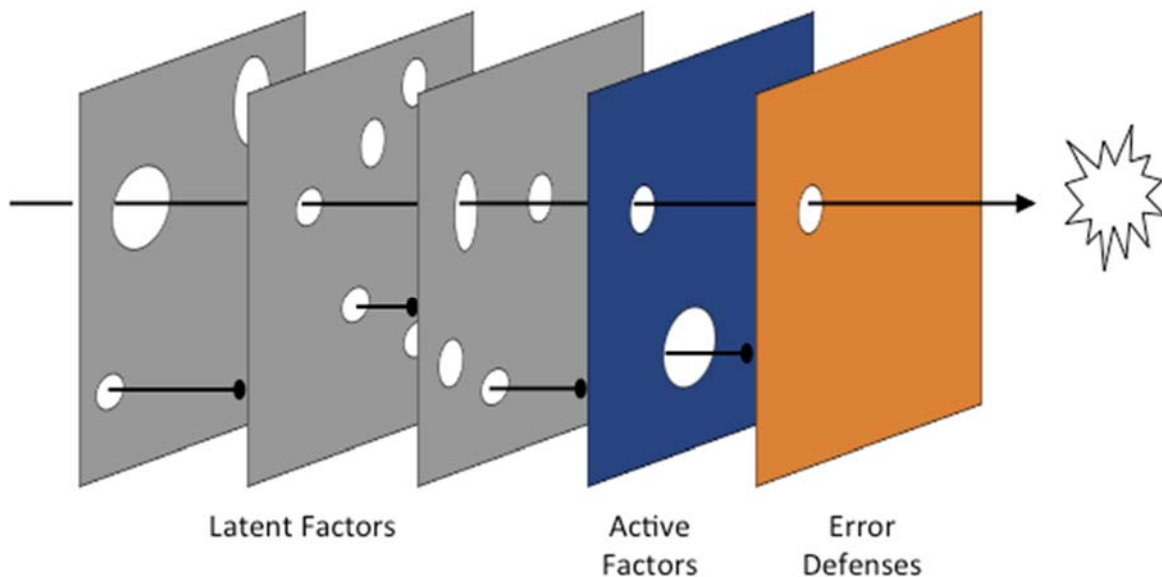 Latent Factors
Active
Factors
Error
Defenses